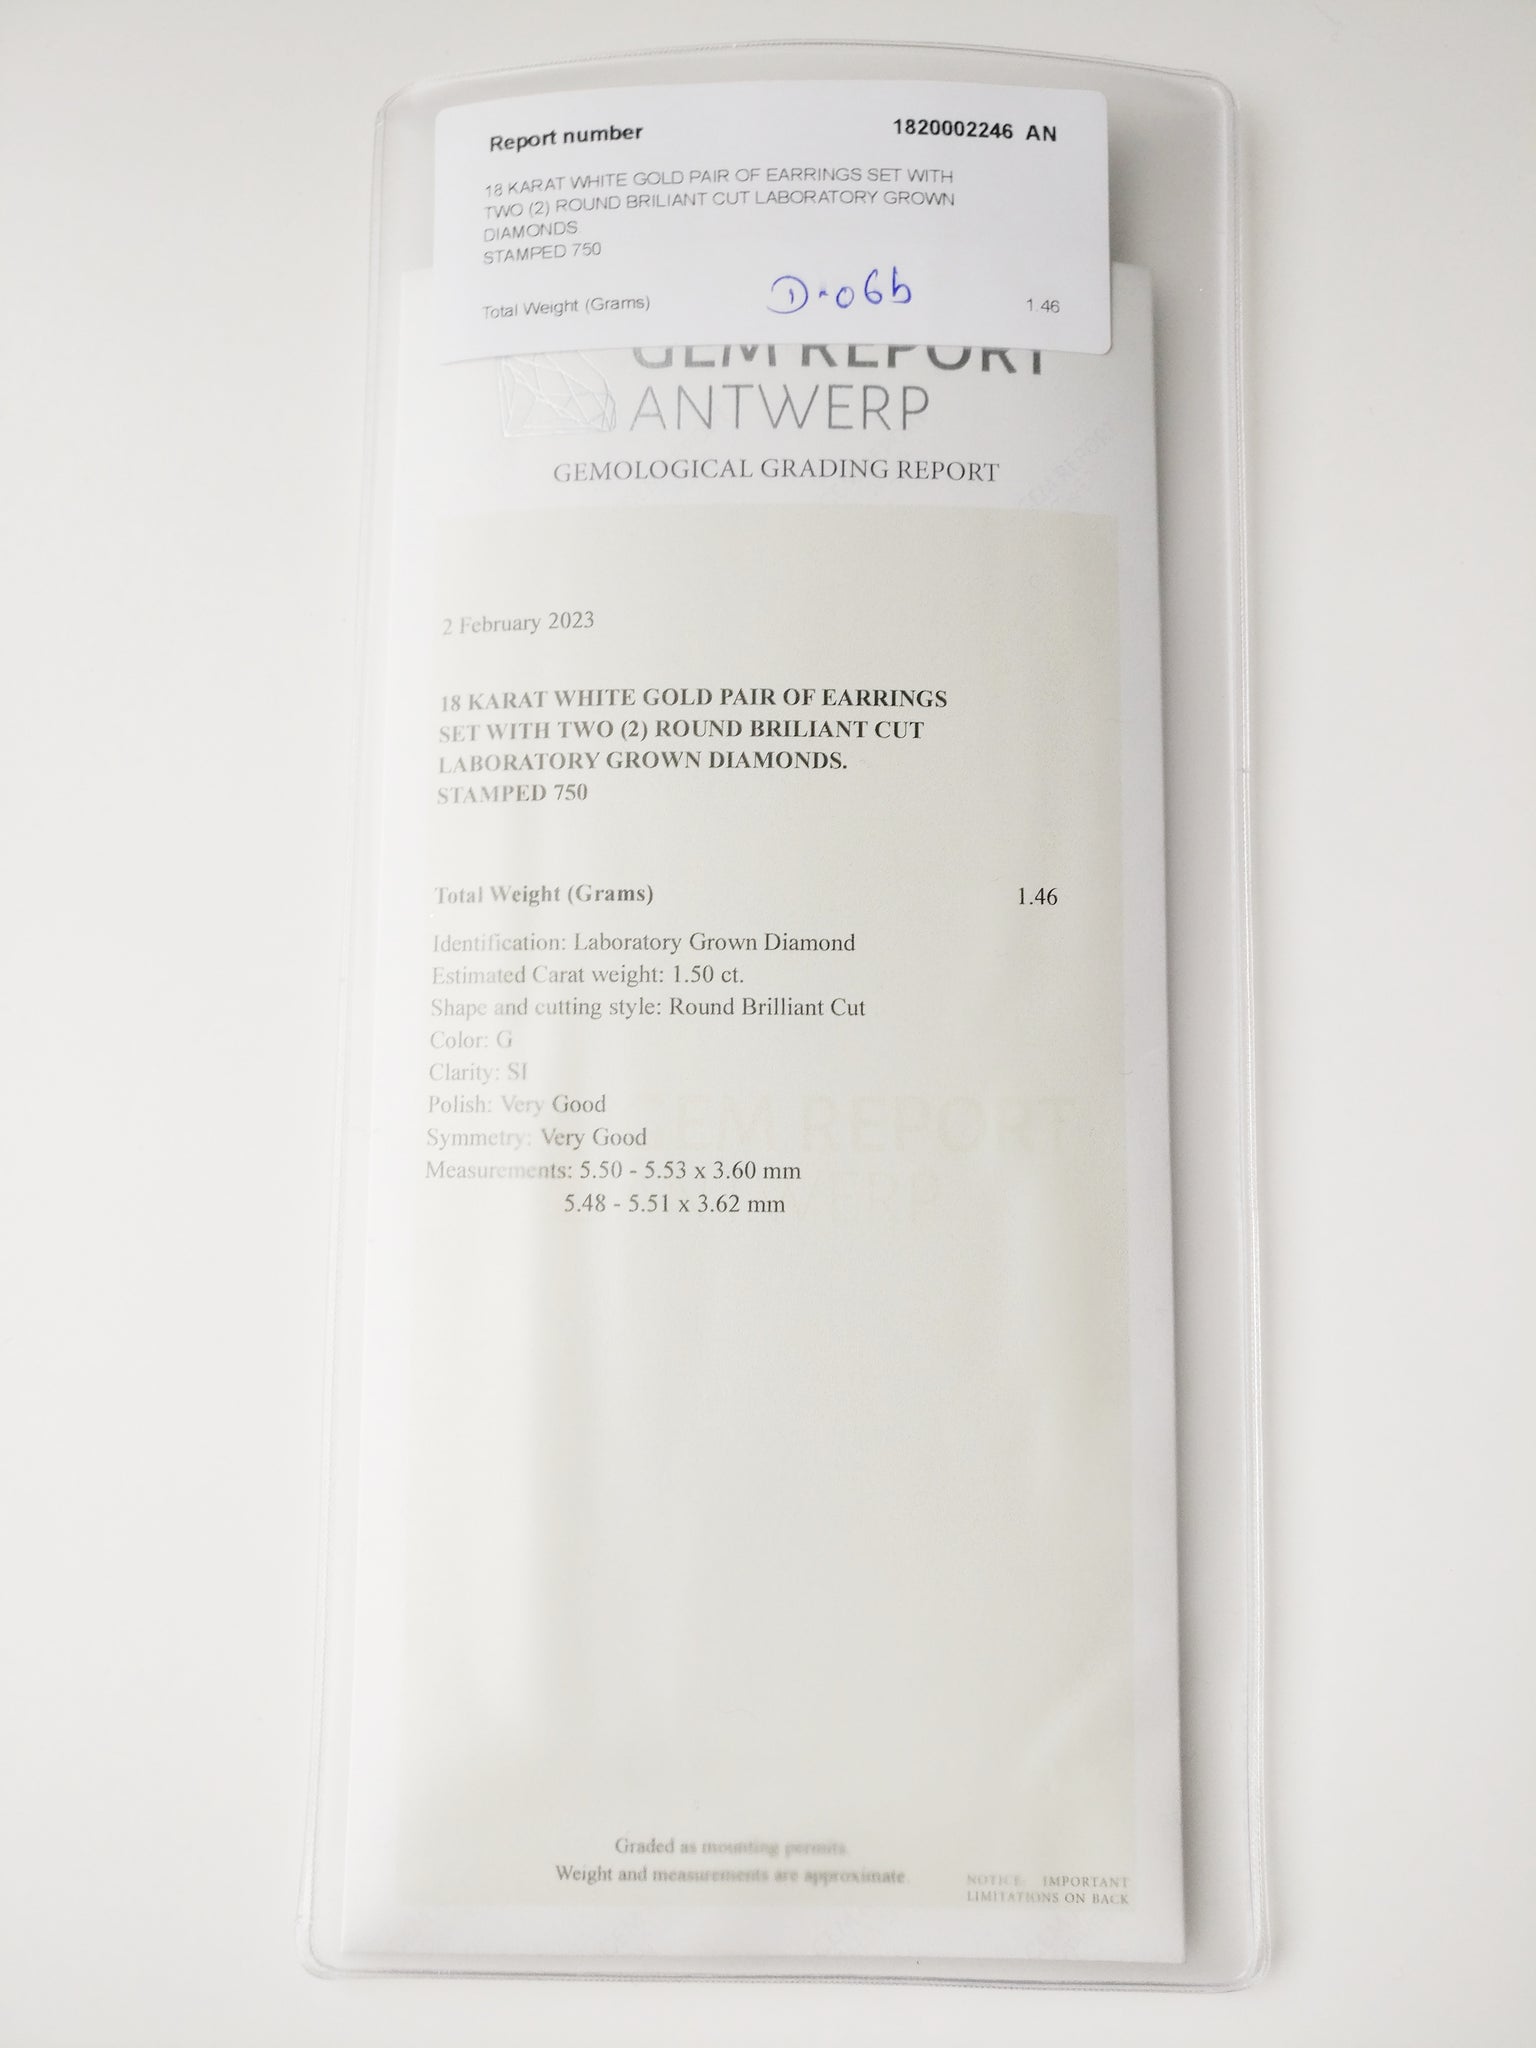 Report number 1820002246 AN
18 KARAT WHITE GOLD PAIR OF EARRINGS SET WITH
TWO (2) ROUND BRILIANT CUT LABORATORY GROWN
DIAMONDS.
STAMPED 750
D-06b
Total Weight (Grams) 1.46
GEM REPORT
ANTWERP
GEMOLOGICAL GRADING REPORT
2 February 2023
18 KARAT WHITE GOLD PAIR OF EARRINGS
SET WITH TWO (2) ROUND BRILIANT CUT
LABORATORY GROWN DIAMONDS.
STAMPED 750
Total Weight (Grams) 1.46
Identification: Laboratory Grown Diamond
Estimated Carat weight: 1.50 ct.
Shape and cutting style: Round Brilliant Cut
Color: G
Clarity: SI
Polish: Very Good
Symmetry: Very Good
Measurements: 5.50 - 5.53 x 3.60 mm
5.48 - 5.51 x 3.62 mm
GEM REPORT
Graded as mounting permits.
Weight and measurements are approximate.
NOTICE: IMPORTANT
LIMITATIONS ON BACK